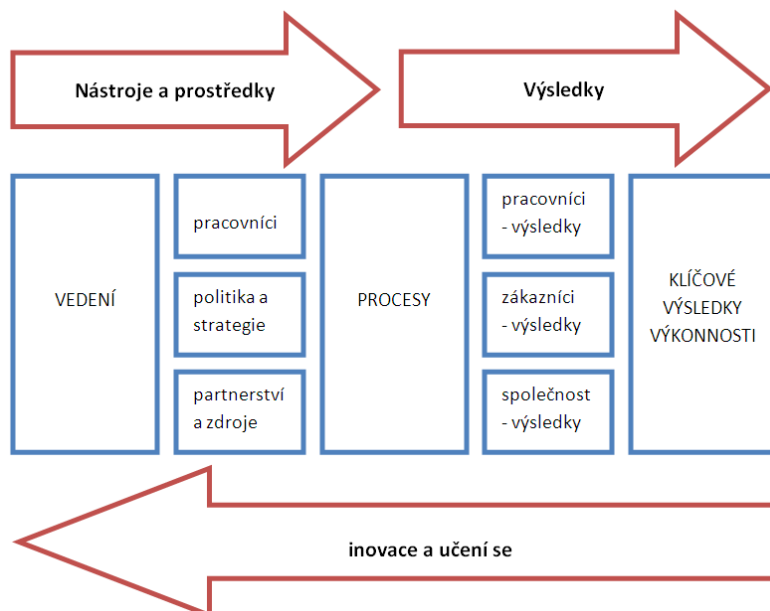 Nástroje a prostředky
Výsledky
VEDENÍ
pracovníci
politika a
strategie
partnerství
a zdroje
PROCESY
pracovníci
- výsledky
zákazníci
- výsledky
společnost
- výsledky
KLÍČOVÉ
VÝSLEDKY
VÝKONNOSTI
inovace a učení se